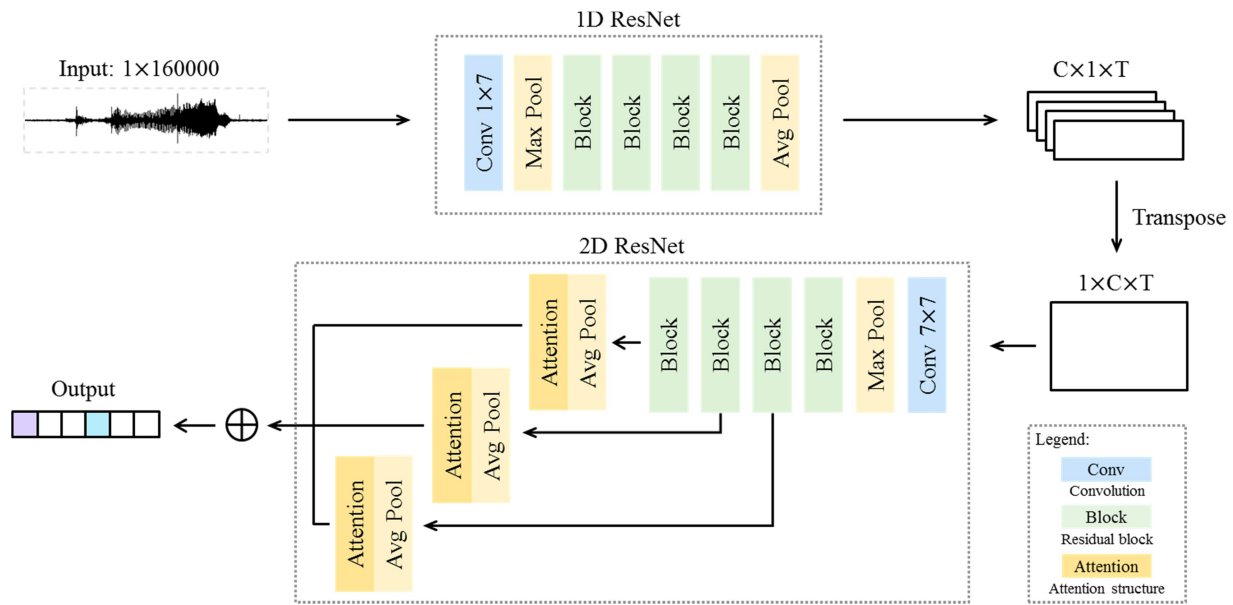 1D ResNet
Input: 1×160000
Conv 1×7
Max Pool
Block
Block
Block
Block
Avg Pool
C×1×T
Transpose
2D ResNet
1×C×T
Attention
Avg Pool
Block
Block
Block
Block
Max Pool
Conv 7×7
Attention
Avg Pool
Attention
Avg Pool
Output
Legend:
Conv
Convolution
Block
Residual block
Attention
Attention structure